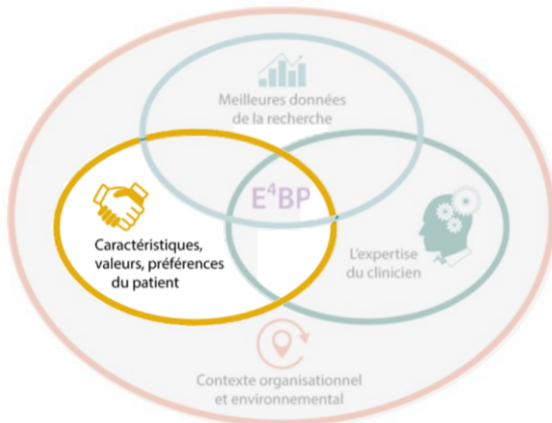 Meilleures données
de la recherche
E⁴BP
Caractéristiques,
valeurs, préférences
du patient
L'expertise
du clinicien
Contexte organisationnel
et environnemental